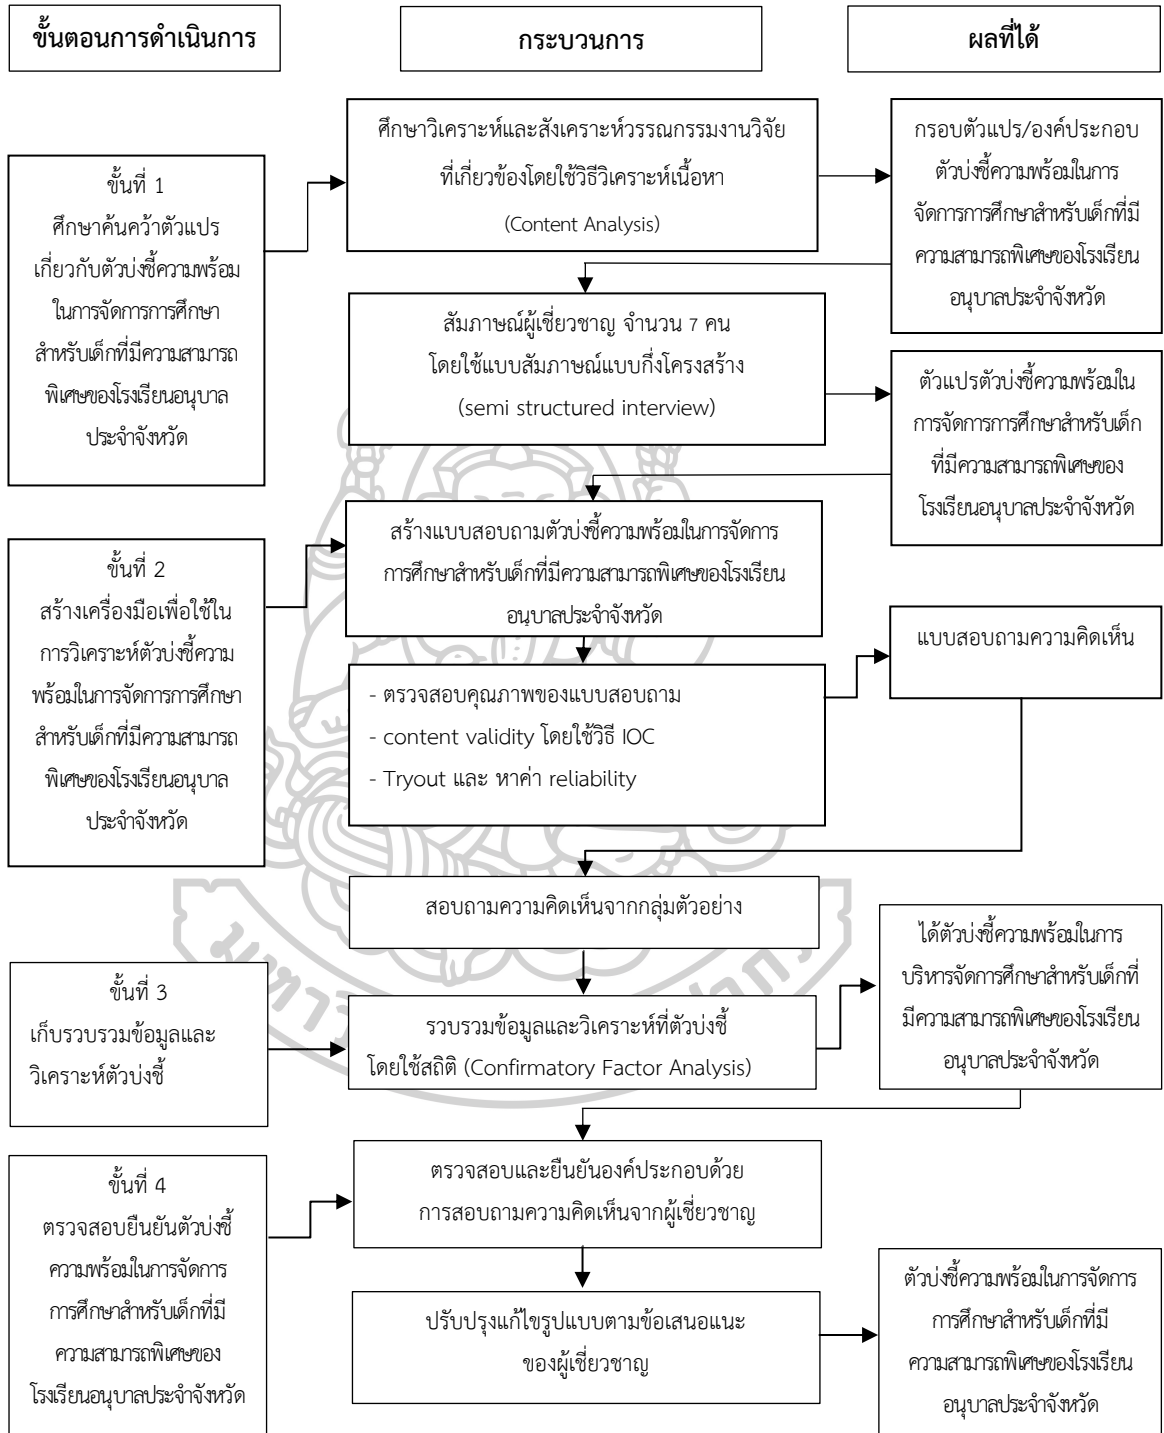 ขั้นตอนการดำเนินการ
กระบวนการ
ผลที่ได้
ขั้นที่ 1
ศึกษาค้นคว้าตัวแปร
เกี่ยวกับตัวบ่งชี้ความพร้อม
ในการจัดการการศึกษา
สำหรับเด็กที่มีความสามารถ
พิเศษของโรงเรียนอนุบาล
ประจำจังหวัด
ศึกษาวิเคราะห์และสังเคราะห์วรรณกรรมงานวิจัย
ที่เกี่ยวข้องโดยใช้วิธีวิเคราะห์เนื้อหา
(Content Analysis)
กรอบตัวแปร/องค์ประกอบ
ตัวบ่งชี้ความพร้อมในการ
จัดการการศึกษาสำหรับเด็กที่มี
ความสามารถพิเศษของโรงเรียน
อนุบาลประจำจังหวัด
สัมภาษณ์ผู้เชี่ยวชาญ จำนวน 7 คน
โดยใช้แบบสัมภาษณ์แบบกึ่งโครงสร้าง
(semi structured interview)
ตัวแปรตัวบ่งชี้ความพร้อมใน
การจัดการการศึกษาสำหรับเด็ก
ที่มีความสามารถพิเศษของ
โรงเรียนอนุบาลประจำจังหวัด
ขั้นที่ 2
สร้างเครื่องมือเพื่อใช้ใน
การวิเคราะห์ตัวบ่งชี้ความ
พร้อมในการจัดการการศึกษา
สำหรับเด็กที่มีความสามารถ
พิเศษของโรงเรียนอนุบาล
ประจำจังหวัด
สร้างแบบสอบถามตัวบ่งชี้ความพร้อมในการจัดการ
การศึกษาสำหรับเด็กที่มีความสามารถพิเศษของโรงเรียน
อนุบาลประจำจังหวัด
- ตรวจสอบคุณภาพของแบบสอบถาม
- content validity โดยใช้วิธี IOC
- Tryout และ หาค่า reliability
แบบสอบถามความคิดเห็น
สอบถามความคิดเห็นจากกลุ่มตัวอย่าง
ขั้นที่ 3
เก็บรวบรวมข้อมูลและ
วิเคราะห์ตัวบ่งชี้
รวบรวมข้อมูลและวิเคราะห์ที่ตัวบ่งชี้
โดยใช้สถิติ (Confirmatory Factor Analysis)
ได้ตัวบ่งชี้ความพร้อมในการ
บริหารจัดการศึกษาสำหรับเด็กที่
มีความสามารถพิเศษของโรงเรียน
อนุบาลประจำจังหวัด
ขั้นที่ 4
ตรวจสอบยืนยันตัวบ่งชี้
ความพร้อมในการจัดการ
การศึกษาสำหรับเด็กที่มี
ความสามารถพิเศษของ
โรงเรียนอนุบาลประจำจังหวัด
ตรวจสอบและยืนยันองค์ประกอบด้วย
การสอบถามความคิดเห็นจากผู้เชี่ยวชาญ
ปรับปรุงแก้ไขรูปแบบตามข้อเสนอแนะ
ของผู้เชี่ยวชาญ
ตัวบ่งชี้ความพร้อมในการจัดการ
การศึกษาสำหรับเด็กที่มี
ความสามารถพิเศษของโรงเรียน
อนุบาลประจำจังหวัด